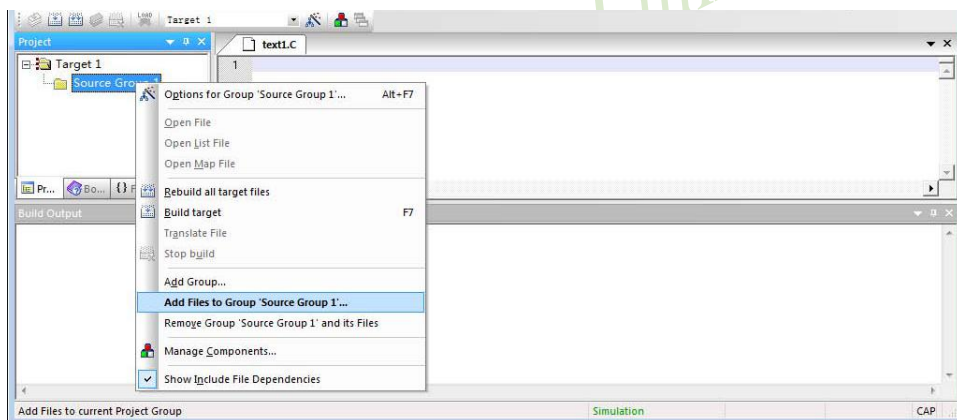 LOAD
Target 1
Project
text1.C
Target 1
1
Source Gro
Options for Group 'Source Group 1'... Alt+F7
Open File
Open List File
Open Map File
Pr... Bo... {} F
Rebuild all target files
Build Output
Build target F7
Translate File
Stop build
Add Group...
Add Files to Group 'Source Group 1'...
Remove Group 'Source Group 1' and its Files
Manage Components...
Show Include File Dependencies
Add Files to current Project Group Simulation CAP